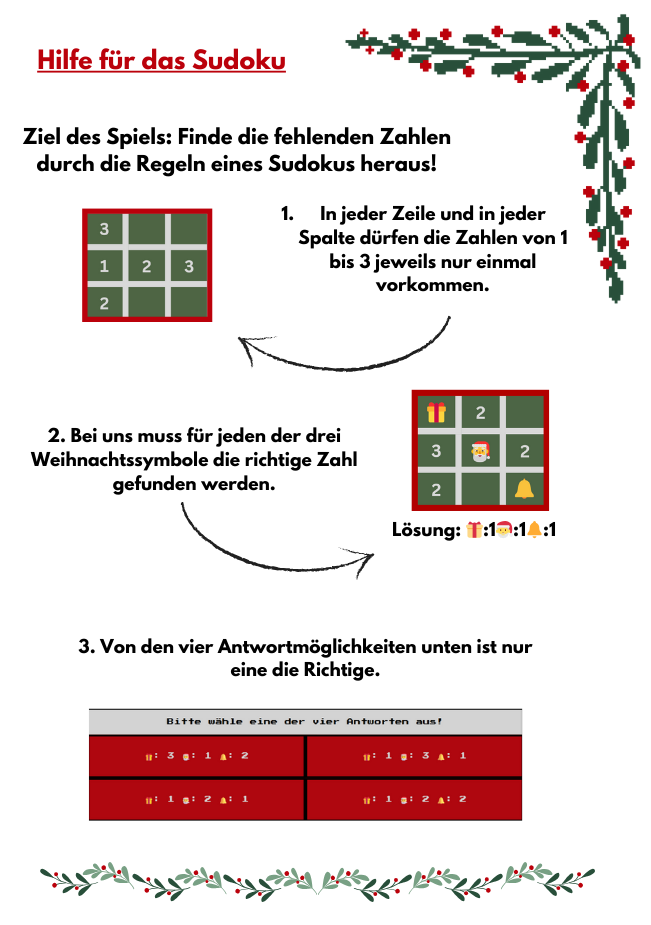 Hilfe für das Sudoku
Ziel des Spiels: Finde die fehlenden Zahlen
durch die Regeln eines Sudokus heraus!
1. In jeder Zeile und in jeder
Spalte dürfen die Zahlen von 1
bis 3 jeweils nur einmal
vorkommen.
3
1 2 3
2
2. Bei uns muss für jeden der drei
Weihnachtssymbole die richtige Zahl
gefunden werden.
🎁 2
3 🎅 2
2 🔔
Lösung: 🎁:1🎅:1🔔:1
3. Von den vier Antwortmöglichkeiten unten ist nur
eine die Richtige.
Bitte wähle eine der vier Antworten aus!
🎁: 3 🎅: 1 🔔: 2
🎁: 1 🎅: 3 🔔: 1
🎁: 1 🎅: 2 🔔: 1
🎁: 1 🎅: 2 🔔: 2